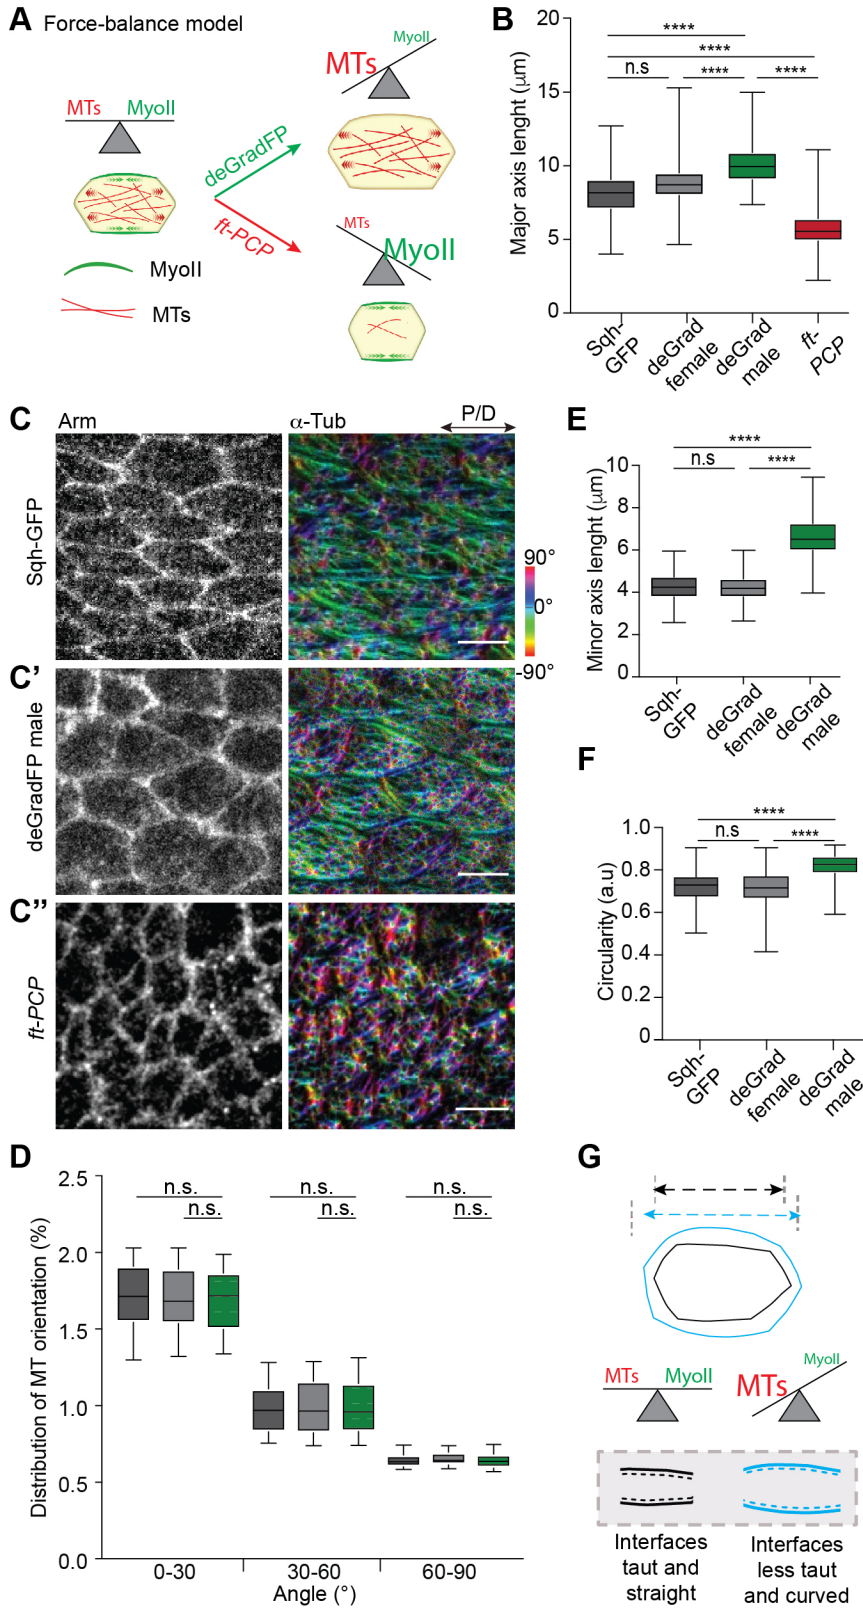 A Force-balance model
MTs MyoII
deGradFP
ft-PCP
MTs MyoII
MTs MyoII
MyoII
MTs
B
Major axis lenght (μm)
20
15
10
5
0
****
****
n.s **** ****
Sqh-GFP
deGrad female
deGrad male
ft-PCP
C Arm α-Tub P/D
Sqh-GFP
90°
0°
-90°
C' deGradFP male
C'' ft-PCP
E
Minor axis lenght (μm)
10
8
6
4
2
0
****
n.s ****
Sqh-GFP
deGrad female
deGrad male
F
Circularity (a.u)
1.0
0.8
0.6
0.4
0.2
0
****
n.s ****
Sqh-GFP
deGrad female
deGrad male
D
Distribution of MT orientation (%)
2.5
2.0
1.5
1.0
0.5
0.0
n.s. n.s. n.s.
n.s. n.s. n.s.
0-30 30-60 60-90
Angle (°)
G
MTs MyoII
MTs MyoII
Interfaces
taut and
straight
Interfaces
less taut
and curved